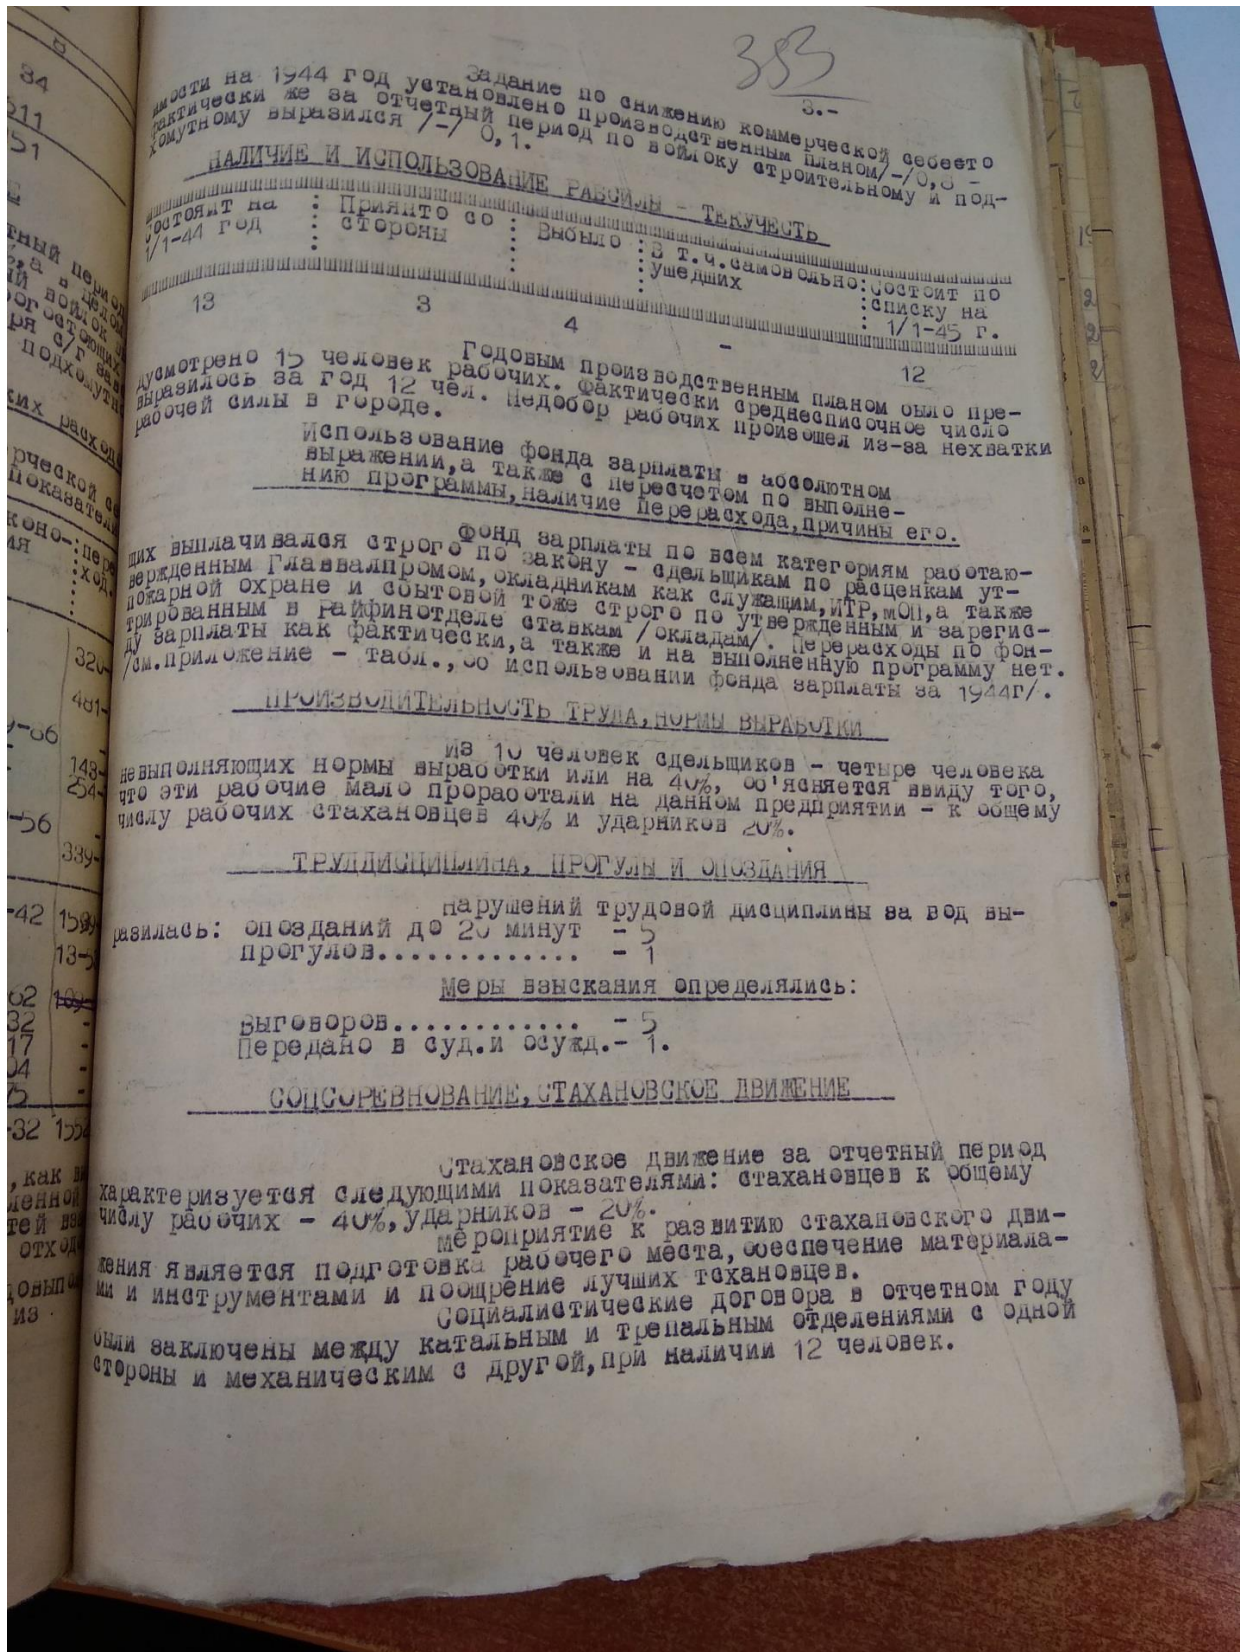 353
3.-
Задание по снижению коммерческой себесто
имости на 1944 год установлено производственным планом/-/0,8 -
фактически же за отчетный период по войлоку строительному и под-
хомутному выразился /-/ 0,1.
НАЛИЧИЕ И ИСПОЛЬЗОВАНИЕ РАБСИЛЫ - ТЕКУЧЕСТЬ
Состоит на : Приянто со : Выбыло : В т.ч.самовольно: Состоит по
1/1-44 год : стороны : : ушедших : списку на
: 1/1-45 г.
13 3 4 - 12
Годовым производственным планом было пре-
дусмотрено 15 человек рабочих. Фактически среднесписочное число
выразилось за год 12 чел. Недобор рабочих произошел из-за нехватки
рабочей силы в городе.
Использование фонда зарплаты в абсолютном
выражении,а также с пересчетом по выполне-
нию программы,наличие перерасхода,причины его.
Фонд зарплаты по всем категориям работаю-
щих выплачивался строго по закону - сдельщикам по расценкам ут-
вержденным Главвалпромом,окладникам как служащим,ИТР,МОП,а также
пожарной охране и сбытовой тоже строго по утвержденным и зарегис-
трированным в Райфинотделе ставкам /окладам/. Перерасходы по фон-
ду зарплаты как фактически,а также и на выполненную программу нет.
/см.приложение - табл.,об использовании фонда зарплаты за 1944г/.
ПРОИЗВОДИТЕЛЬНОСТЬ ТРУДА,НОРМЫ ВЫРАБОТКИ
Из 10 человек сдельщиков - четыре человека
невыполняющих нормы выработки или на 40%, об'ясняется ввиду того,
что эти рабочие мало проработали на данном предприятии - к общему
числу рабочих стахановцев 40% и ударников 20%.
ТРУДДИСЦИПЛИНА, ПРОГУЛЫ И ОПОЗДАНИЯ
Нарушений трудовой дисциплины за вод вы-
разилась: опозданий до 20 минут - 5
прогулов............. - 1
Меры взыскания определялись:
Выговоров............ - 5
Передано в суд.и осужд.- 1.
СОЦСОРЕВНОВАНИЕ,СТАХАНОВСКОЕ ДВИЖЕНИЕ
Стахановское движение за отчетный период
характеризуется следующими показателями: стахановцев к общему
числу рабочих - 40%,ударников - 20%.
Мероприятие к развитию стахановского дви-
жения является подготовка рабочего места,обеспечение материала-
ми и инструментами и поощрение лучших тсхановцев.
Социалистические договора в отчетном году
были заключены между катальным и трепальным отделениями с одной
стороны и механическим с другой,при наличии 12 человек.